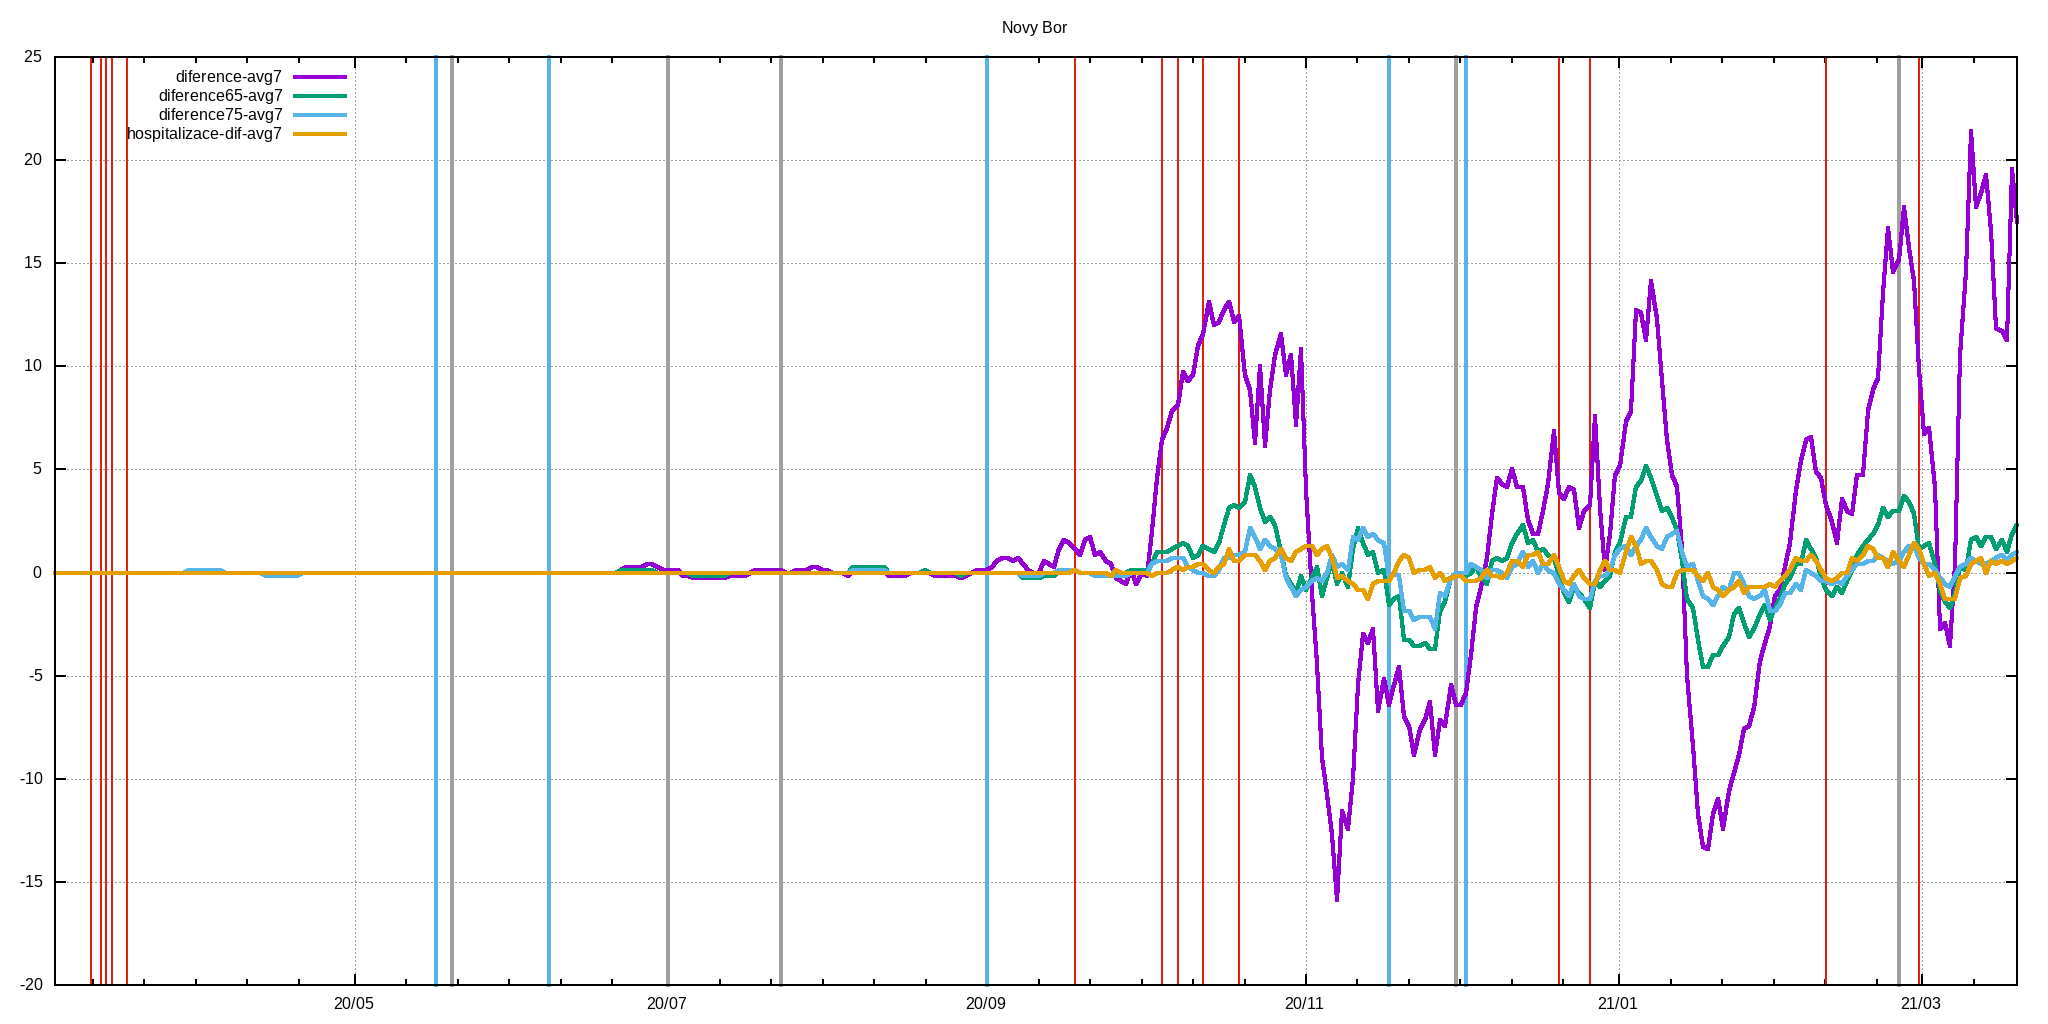 Novy Bor
25
diference-avg7
diference65-avg7
diference75-avg7
hospitalizace-dif-avg7
20
15
10
5
0
-5
-10
-15
-20
20/05 20/07 20/09 20/11 21/01 21/03